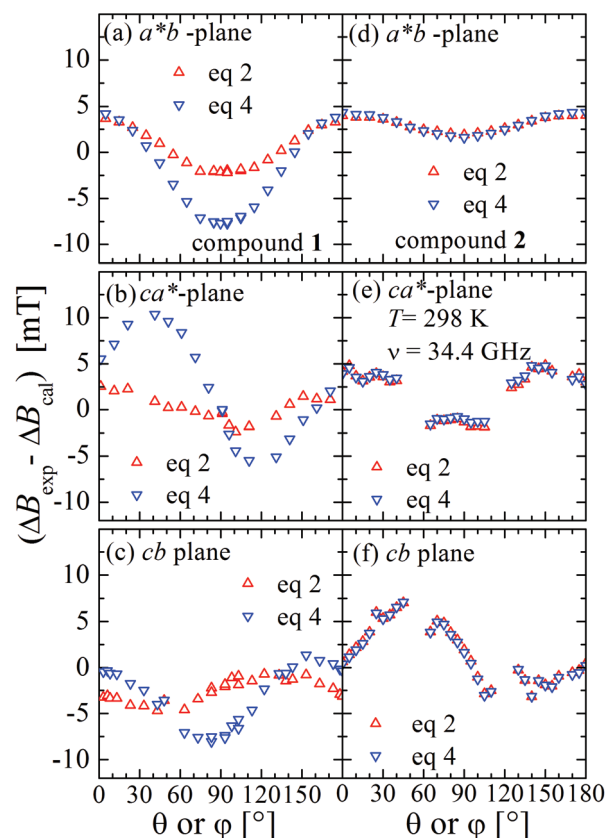 (a) a*b -plane
(d) a*b -plane
10
5
0
-5
-10
eq 2
eq 4
compound 1
eq 2
eq 4
compound 2
(b) ca*-plane
(e) ca*-plane
T= 298 K
ν = 34.4 GHz
10
5
0
-5
-10
eq 2
eq 4
eq 2
eq 4
(ΔBexp - ΔBcal) [mT]
(c) cb plane
(f) cb plane
10
5
0
-5
-10
eq 2
eq 4
eq 2
eq 4
0 30 60 90 120 150
0 30 60 90 120 150 180
θ or φ [°]
θ or φ [°]